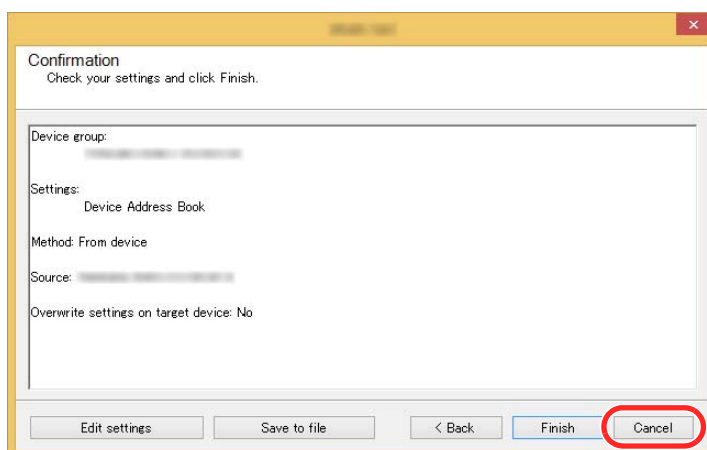 Confirmation
Check your settings and click Finish.
Device group:
Settings:
Device Address Book
Method: From device
Source:
Overwrite settings on target device: No
Edit settings
Save to file
< Back
Finish
Cancel